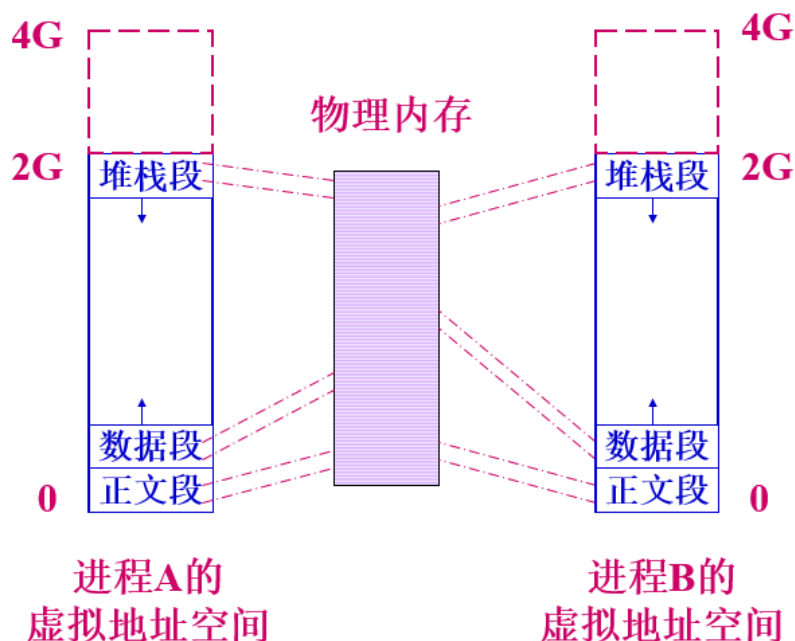 4G
4G
物理内存
2G
堆栈段
堆栈段
2G
数据段
数据段
0
正文段
正文段
0
进程A的
虚拟地址空间
进程B的
虚拟地址空间